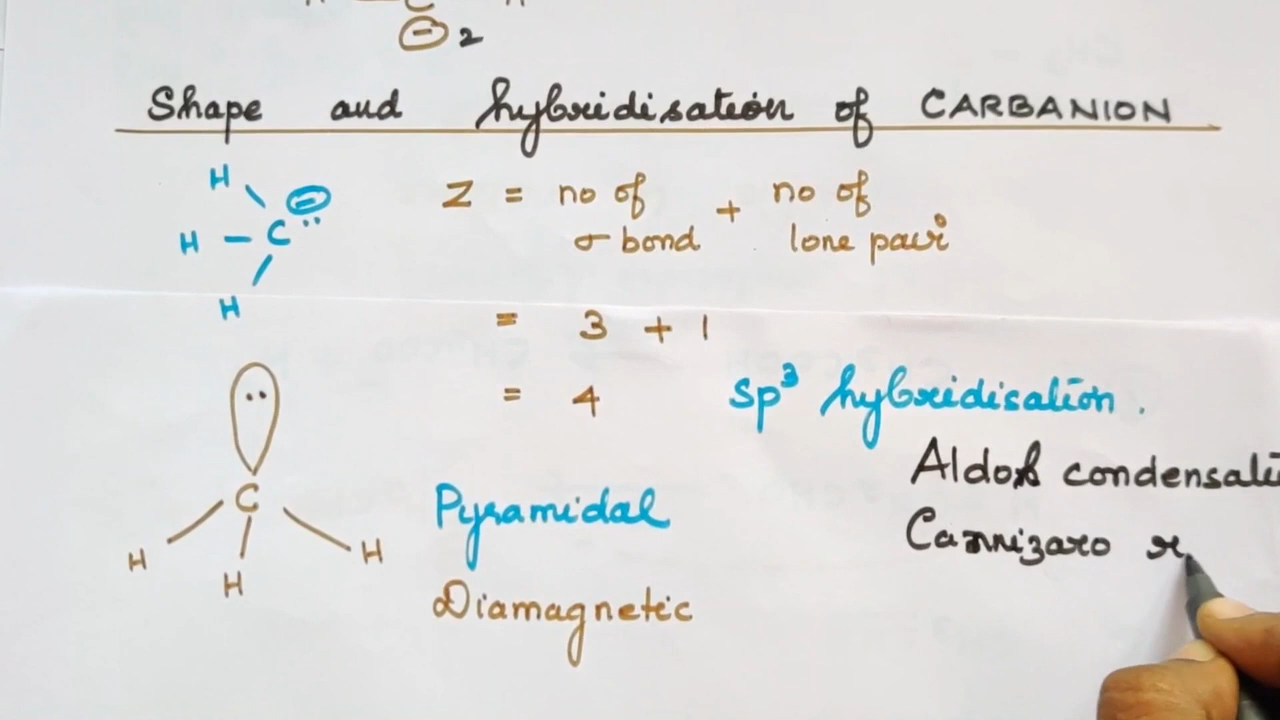 ⊖ 2
Shape and hybridisation of CARBANION
H
H - C ⊖ ..
H
Z = no of σ bond + no of lone pair
= 3 + 1
= 4 sp³ hybridisation.
Aldol condensati
Cannizaro r
..
C
H H H
Pyramidal
Diamagnetic